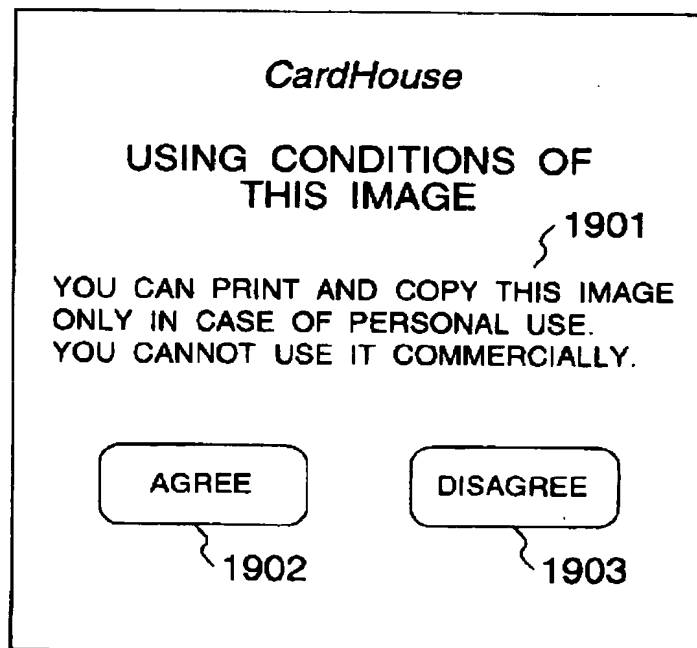 CardHouse
USING CONDITIONS OF
THIS IMAGE
1901
YOU CAN PRINT AND COPY THIS IMAGE
ONLY IN CASE OF PERSONAL USE.
YOU CANNOT USE IT COMMERCIALLY.
AGREE DISAGREE
1902 1903